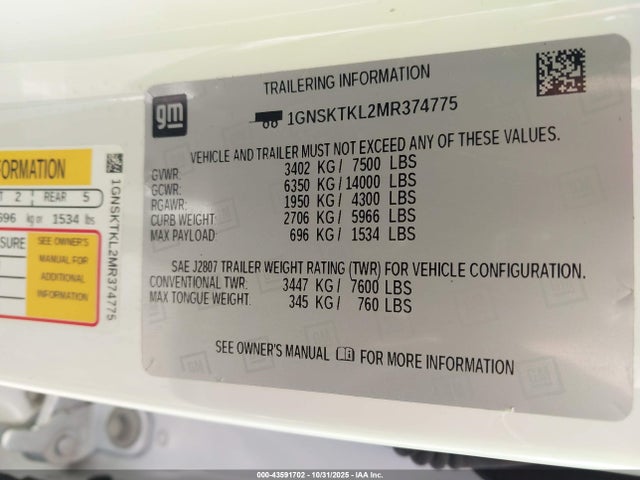 gm
TRAILERING INFORMATION
1GNSKTKL2MR374775
VEHICLE AND TRAILER MUST NOT EXCEED ANY OF THESE VALUES.
GVWR: 3402 KG / 7500 LBS
GCWR: 6350 KG / 14000 LBS
RGAWR: 1950 KG / 4300 LBS
CURB WEIGHT: 2706 KG / 5966 LBS
MAX PAYLOAD: 696 KG / 1534 LBS
SAE J2807 TRAILER WEIGHT RATING (TWR) FOR VEHICLE CONFIGURATION.
CONVENTIONAL TWR: 3447 KG / 7600 LBS
MAX TONGUE WEIGHT: 345 KG / 760 LBS
SEE OWNER'S MANUAL FOR MORE INFORMATION
FORMATION
T 2 REAR 5
696 kg or 1534 lbs
SURE
SEE OWNER'S
MANUAL FOR
ADDITIONAL
INFORMATION
1GNSKTKL2MR374775
000-43591702 - 10/31/2025 - IAA Inc.